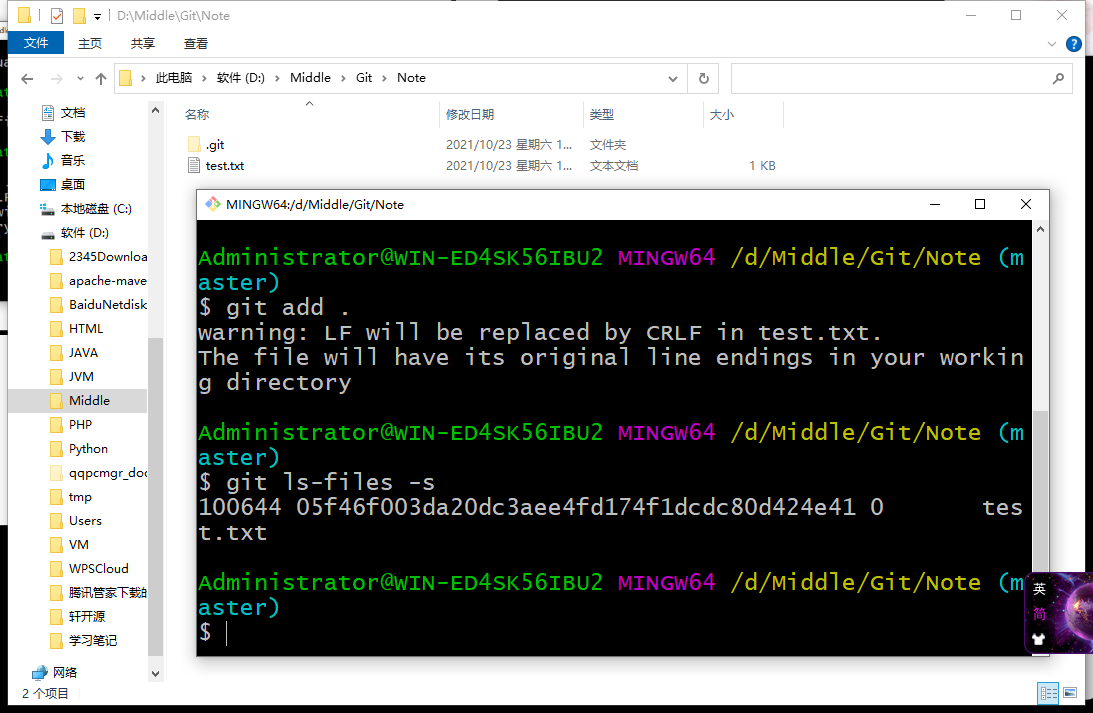 D:\Middle\Git\Note
文件 主页 共享 查看
此电脑 软件 (D:) Middle Git Note
名称 修改日期 类型 大小
.git 2021/10/23 星期六 1... 文件夹
test.txt 2021/10/23 星期六 1... 文本文档 1 KB
文档
下载
音乐
桌面
本地磁盘 (C:)
软件 (D:)
2345Downloa
apache-mave
BaiduNetdisk
HTML
JAVA
JVM
Middle
PHP
Python
qqpcmgr_doc
tmp
Users
VM
WPSCloud
腾讯管家下载的
轩开源
学习笔记
网络
2 个项目
MINGW64:/d/Middle/Git/Note
Administrator@WIN-ED4SK56IBU2 MINGW64 /d/Middle/Git/Note (m
aster)
$ git add .
warning: LF will be replaced by CRLF in test.txt.
The file will have its original line endings in your workin
g directory
Administrator@WIN-ED4SK56IBU2 MINGW64 /d/Middle/Git/Note (m
aster)
$ git ls-files -s
100644 05f46f003da20dc3aee4fd174f1dcdc80d424e41 0 tes
t.txt
Administrator@WIN-ED4SK56IBU2 MINGW64 /d/Middle/Git/Note (m
aster)
$
英
简